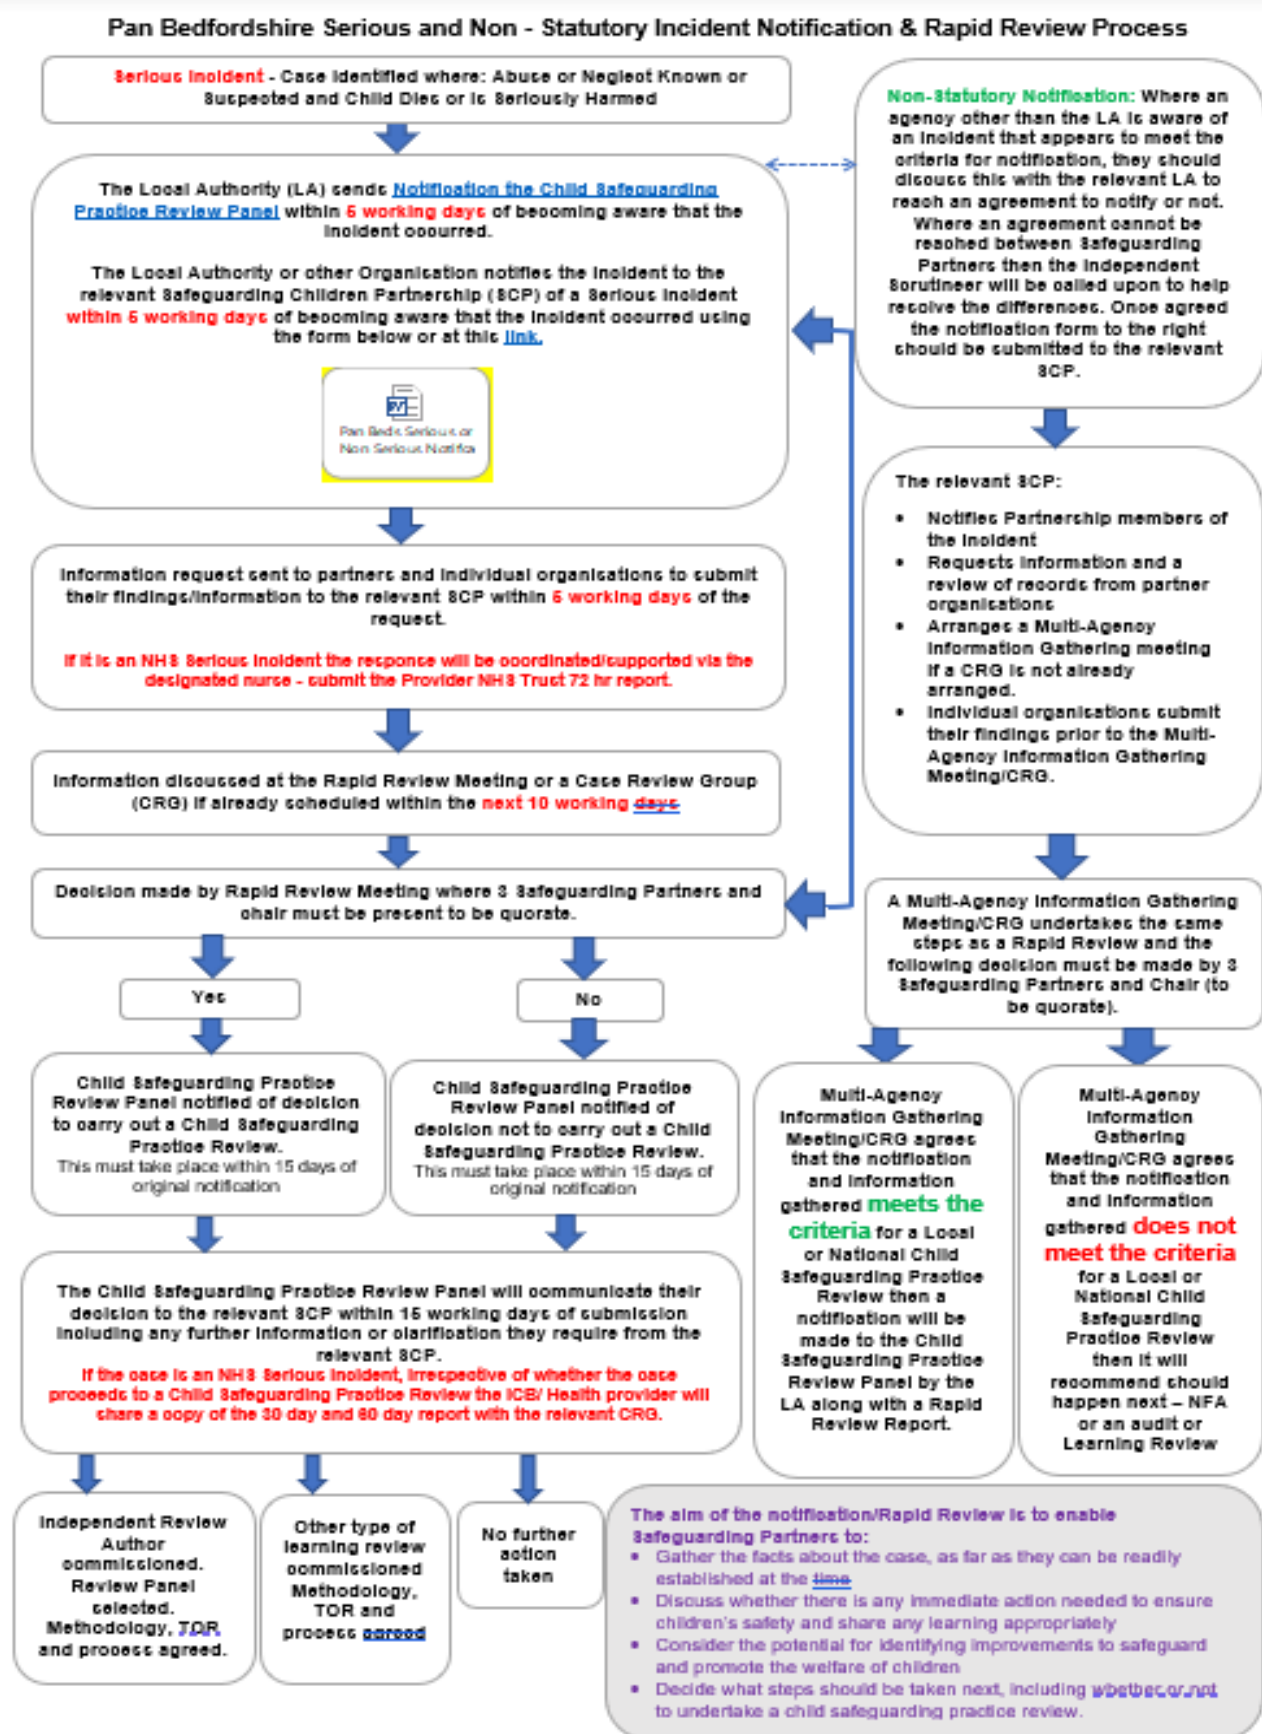 Pan Bedfordshire Serious and Non - Statutory Incident Notification & Rapid Review Process
Serious Incident - Case Identified where: Abuse or Neglect Known or
Suspected and Child Dies or Is Seriously Harmed
The Local Authority (LA) sends Notification the Child Safeguarding
Practice Review Panel within 5 working days of becoming aware that the
Incident occurred.
The Local Authority or other Organisation notifies the Incident to the
relevant Safeguarding Children Partnership (SCP) of a Serious Incident
within 5 working days of becoming aware that the Incident occurred using
the form below or at this link.
Pan Beds Serious or
Non Serious Notifica
Information request sent to partners and Individual organisations to submit
their findings/Information to the relevant SCP within 5 working days of the
request.
If it is an NHS Serious Incident the response will be coordinated/supported via the
designated nurse - submit the Provider NHS Trust 72 hr report.
Information discussed at the Rapid Review Meeting or a Case Review Group
(CRG) if already scheduled within the next 10 working days
Decision made by Rapid Review Meeting where 3 Safeguarding Partners and
chair must be present to be quorate.
Yes
No
Child Safeguarding Practice
Review Panel notified of decision
to carry out a Child Safeguarding
Practice Review.
This must take place within 15 days of
original notification
Child Safeguarding Practice
Review Panel notified of
decision not to carry out a Child
Safeguarding Practice Review.
This must take place within 15 days of
original notification
The Child Safeguarding Practice Review Panel will communicate their
decision to the relevant SCP within 15 working days of submission
Including any further Information or clarification they require from the
relevant SCP.
If the case is an NHS Serious Incident, Irrespective of whether the case
proceeds to a Child Safeguarding Practice Review the ICB/ Health provider will
share a copy of the 30 day and 60 day report with the relevant CRG.
Independent Review
Author
commissioned.
Review Panel
selected.
Methodology, TOR
and process agreed.
Other type of
learning review
commissioned
Methodology,
TOR and
process agreed
No further
action
taken
Non-Statutory Notification: Where an
agency other than the LA is aware of
an Incident that appears to meet the
criteria for notification, they should
discuss this with the relevant LA to
reach an agreement to notify or not.
Where an agreement cannot be
reached between Safeguarding
Partners then the Independent
Scrutineer will be called upon to help
resolve the differences. Once agreed
the notification form to the right
should be submitted to the relevant
SCP.
The relevant SCP:
• Notifies Partnership members of
the Incident
• Requests Information and a
review of records from partner
organisations
• Arranges a Multi-Agency
Information Gathering meeting
if a CRG is not already
arranged.
• Individual organisations submit
their findings prior to the Multi-
Agency Information Gathering
Meeting/CRG.
A Multi-Agency Information Gathering
Meeting/CRG undertakes the same
steps as a Rapid Review and the
following decision must be made by 3
Safeguarding Partners and Chair (to
be quorate).
Multi-Agency
Information Gathering
Meeting/CRG agrees
that the notification
and Information
gathered meets the
criteria for a Local
or National Child
Safeguarding Practice
Review then a
notification will be
made to the Child
Safeguarding Practice
Review Panel by the
LA along with a Rapid
Review Report.
Multi-Agency
Information
Gathering
Meeting/CRG agrees
that the notification
and Information
gathered does not
meet the criteria
for a Local or
National Child
Safeguarding
Practice Review
then it will
recommend should
happen next – NFA
or an audit or
Learning Review
The aim of the notification/Rapid Review is to enable
Safeguarding Partners to:
• Gather the facts about the case, as far as they can be readily
established at the time
• Discuss whether there is any immediate action needed to ensure
children's safety and share any learning appropriately
• Consider the potential for identifying improvements to safeguard
and promote the welfare of children
• Decide what steps should be taken next, including whether or not
to undertake a child safeguarding practice review.